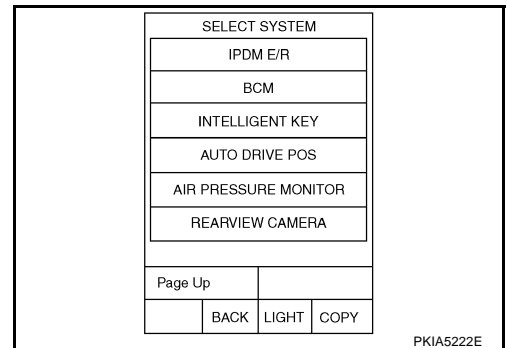 SELECT SYSTEM
IPDM E/R
BCM
INTELLIGENT KEY
AUTO DRIVE POS
AIR PRESSURE MONITOR
REARVIEW CAMERA
Page Up
BACK LIGHT COPY
PKIA5222E